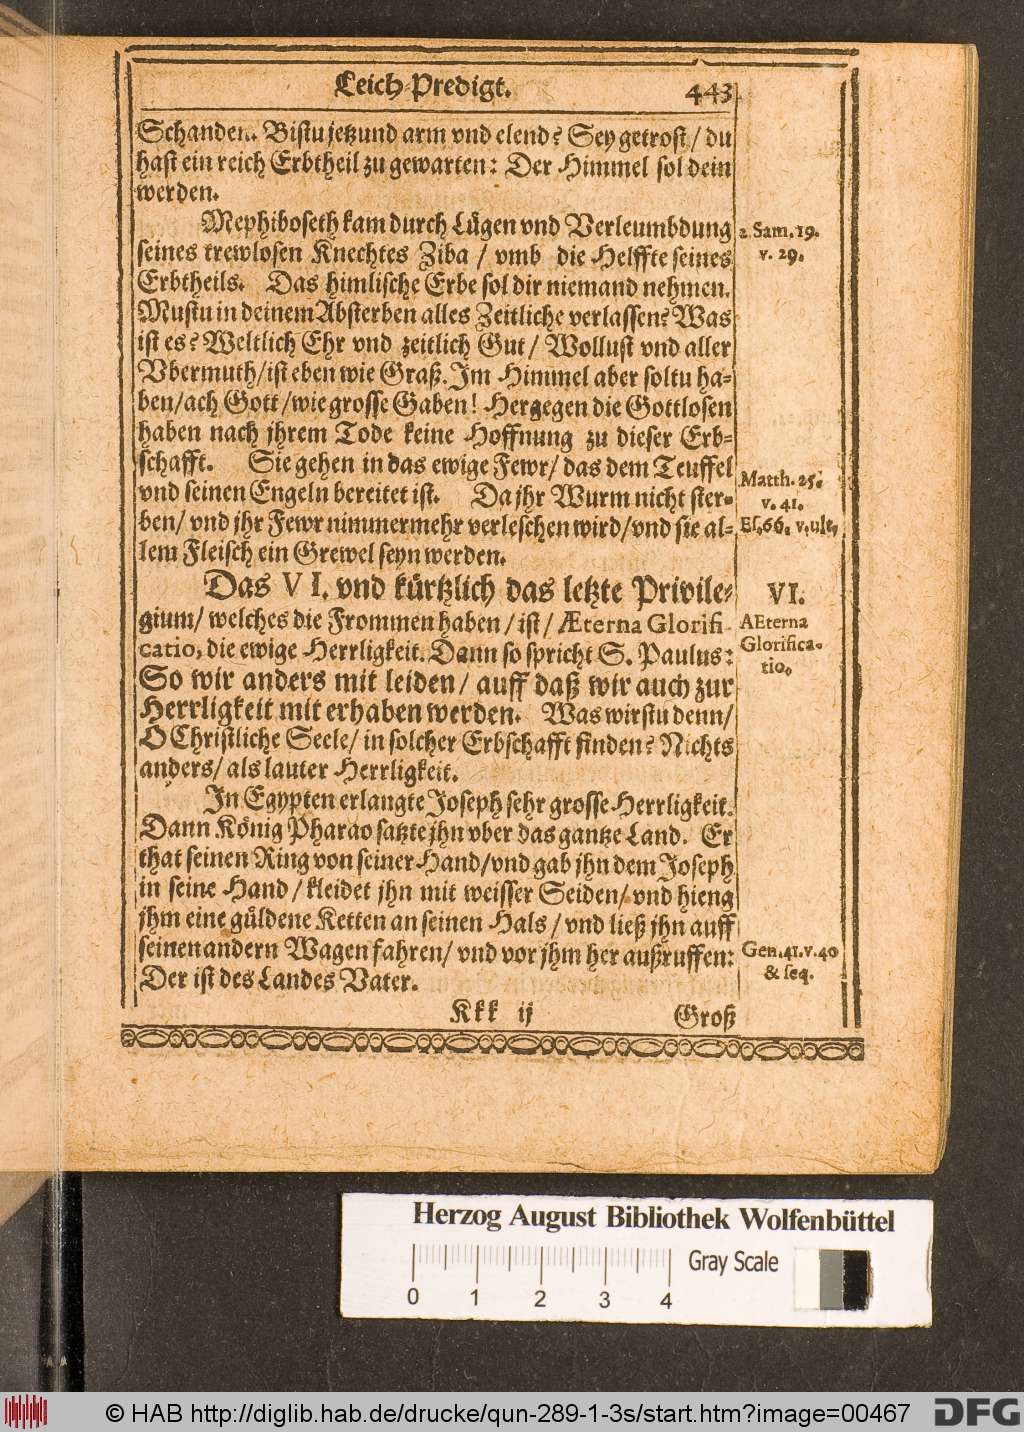 Leich-Predigt. 443
Schanden. Bistu jetzund arm vnd elend? Sey getrost / du
hast ein reich Erbtheil zu gewarten: Der Himmel sol dein
werden.
Mephiboseth kam durch Lügen vnd Verleumbdung
seines trewlosen Knechtes Ziba / vmb die Helffte seines
Erbtheils. Das himlische Erbe sol dir niemand nehmen.
Mustu in deinem Absterben alles Zeitliche verlassen? Was
ist es? Weltlich Ehr vnd zeitlich Gut / Wollust vnd aller
Vbermuth / ist eben wie Graß. Im Himmel aber soltu ha-
ben / ach Gott / wie grosse Gaben! Hergegen die Gottlosen
haben nach jhrem Tode keine Hoffnung zu dieser Erb-
schafft. Sie gehen in das ewige Fewr / das dem Teuffel
vnd seinen Engeln bereitet ist. Da jhr Wurm nicht ster-
ben / vnd jhr Fewr nimmermehr verleschen wird / vnd sie al-
lem Fleisch ein Grewel seyn werden.
Das VI. vnd kürtzlich das letzte Privile-
gium / welches die Frommen haben / ist / Æterna Glorifi-
catio, die ewige Herrligkeit. Dann so spricht S. Paulus:
So wir anders mit leiden / auff daß wir auch zur
Herrligkeit mit erhaben werden. Was wirstu denn /
O Christliche Seele / in solcher Erbschafft finden? Nichts
anders / als lauter Herrligkeit.
In Egypten erlangte Joseph sehr grosse Herrligkeit.
Dann König Pharao satzte jhn vber das gantze Land. Er
that seinen Ring von seiner Hand / vnd gab jhn dem Joseph
in seine Hand / kleidet jhn mit weisser Seiden / vnd hieng
jhm eine güldene Ketten an seinen Hals / vnd ließ jhn auff
seinen andern Wagen fahren / vnd vor jhm her außruffen:
Der ist des Landes Vater.
Kkk ij Groß
2 Sam. 19.
v. 29.
Matth. 25.
v. 41.
Es. 66. v. ult.
VI.
AEterna
Glorifica-
tio.
Gen. 41. v. 40
& seq.
Herzog August Bibliothek Wolfenbüttel
Gray Scale
0 1 2 3 4
© HAB http://diglib.hab.de/drucke/qun-289-1-3s/start.htm?image=00467
DFG